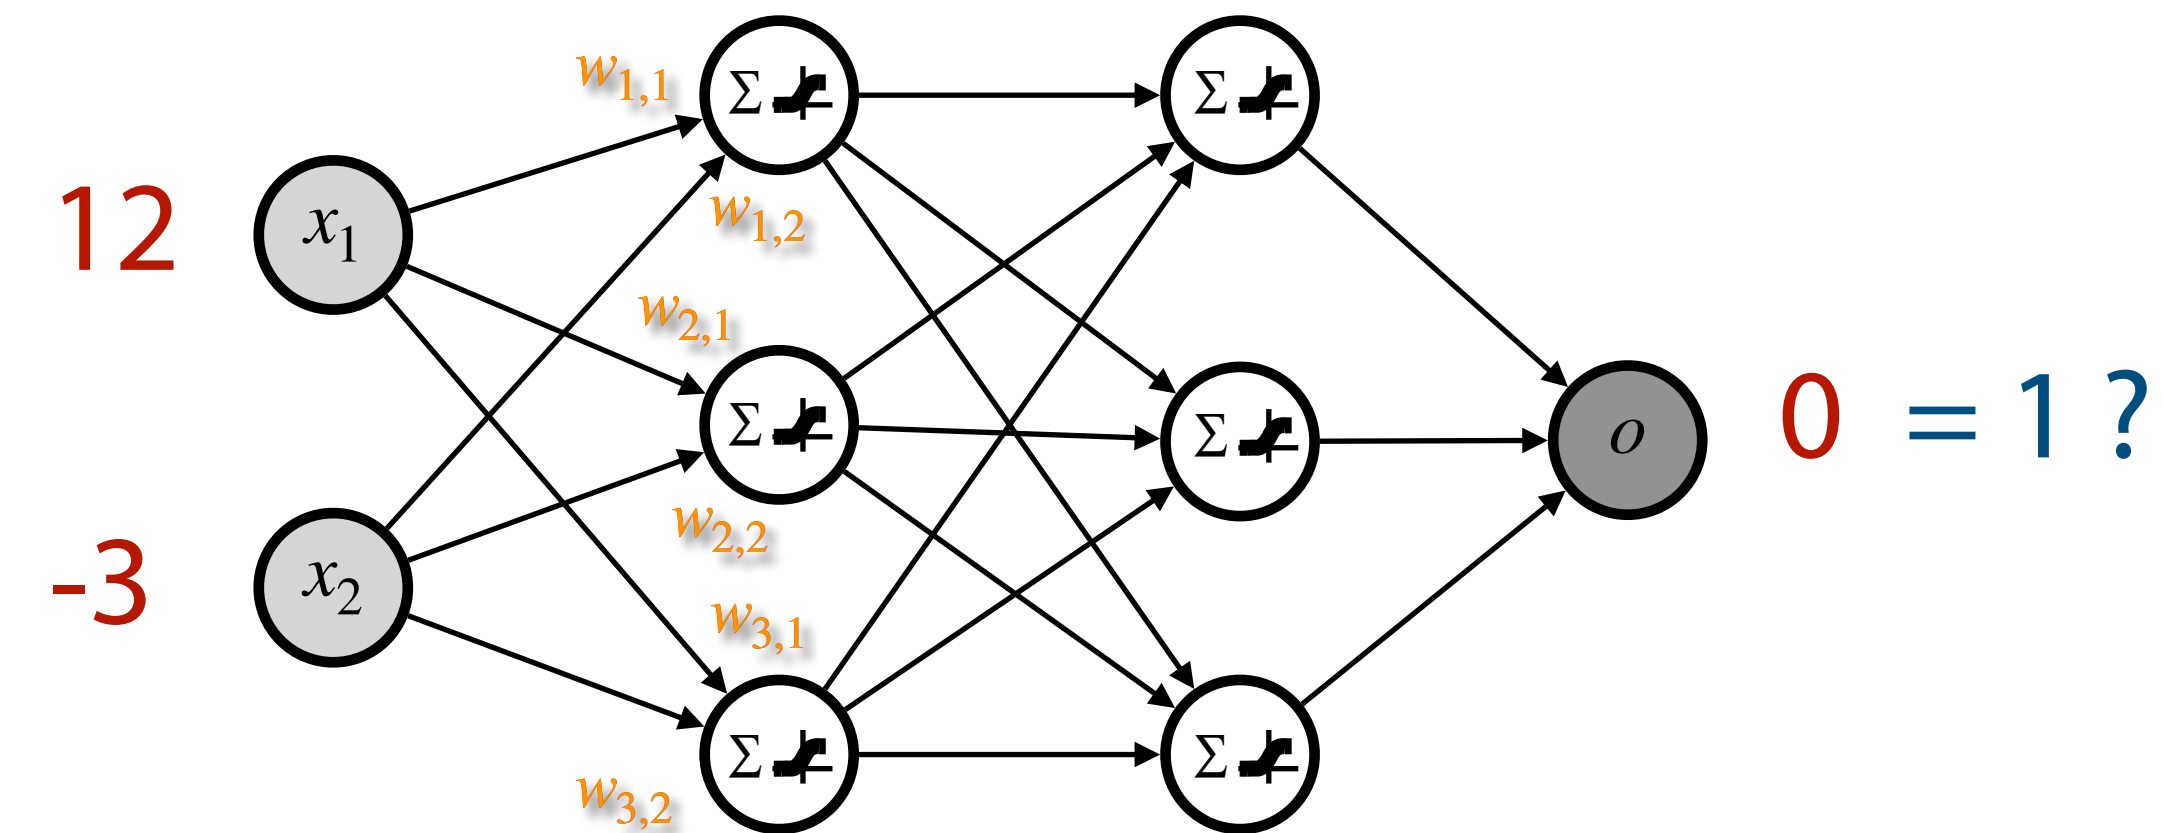 12
-3
x₁
x₂
w₁,₁
w₁,₂
w₂,₁
w₂,₂
w₃,₁
w₃,₂
Σ
Σ
Σ
Σ
Σ
Σ
o
0 = 1 ?